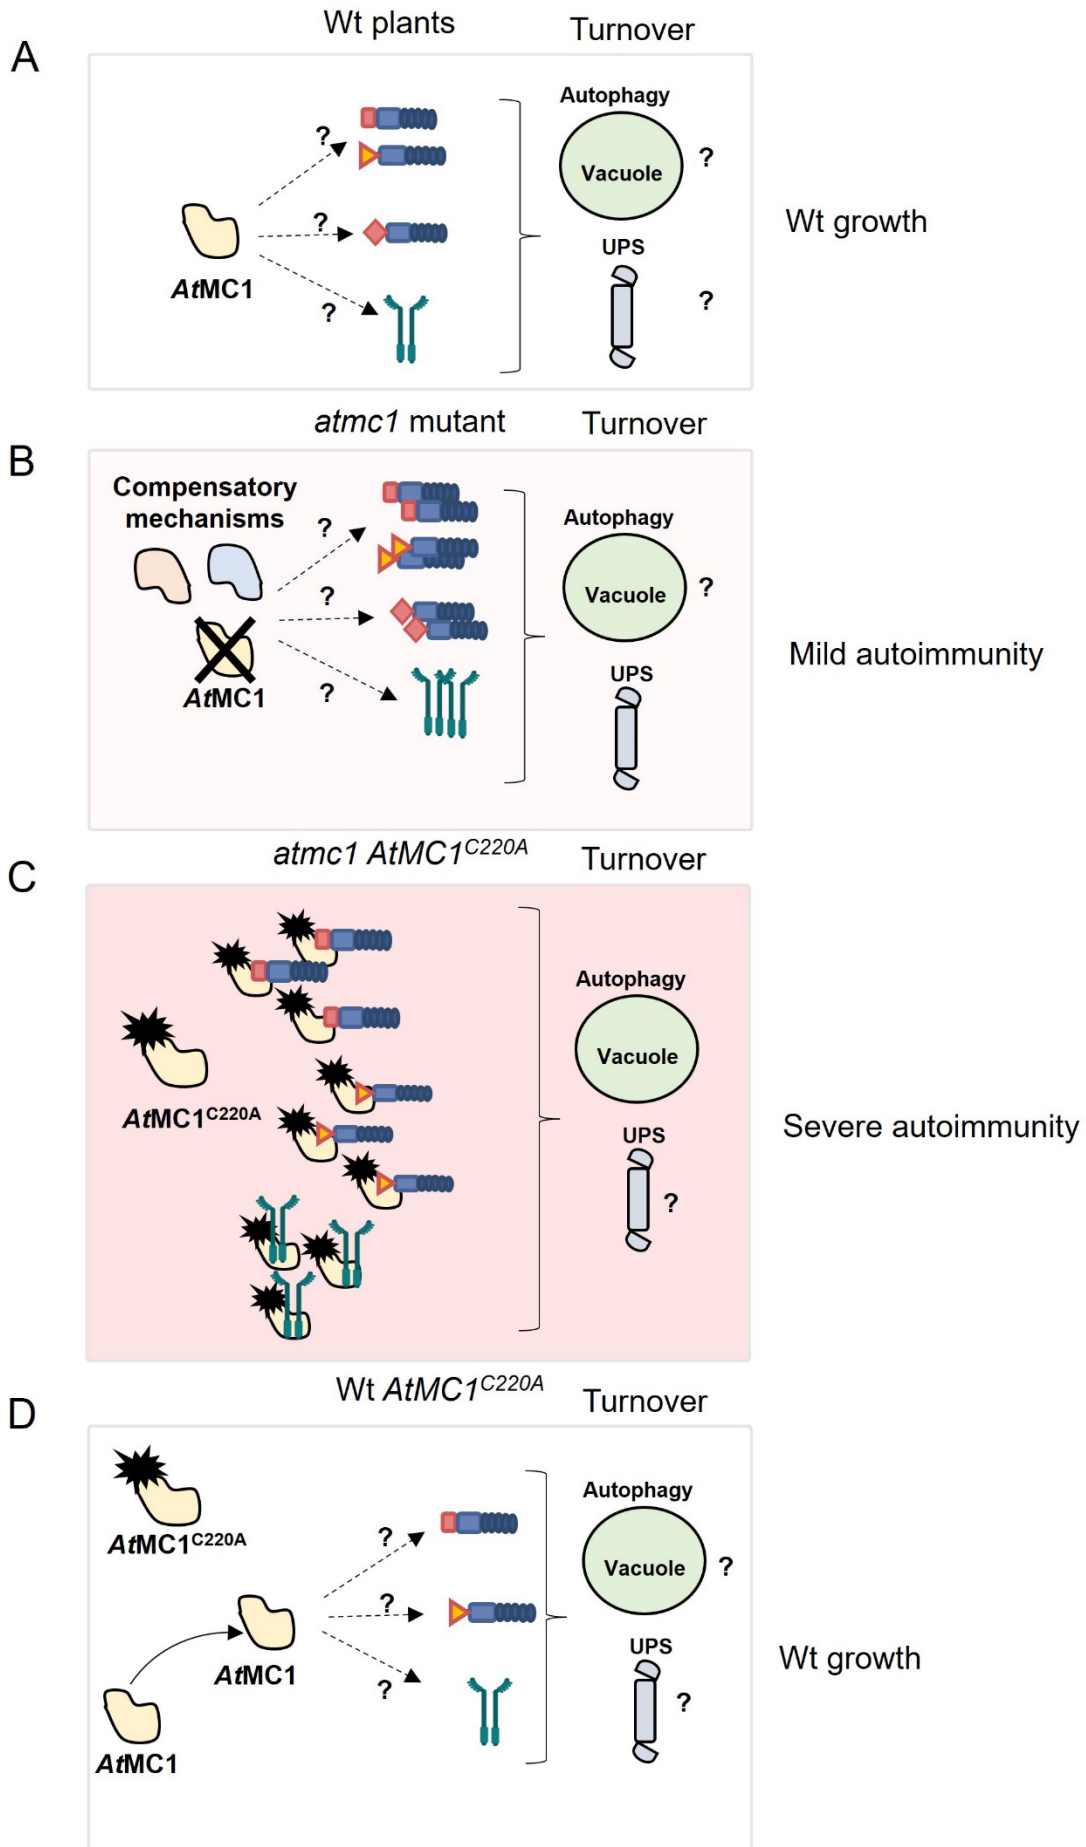 A
Wt plants
Turnover
?
?
?
AtMC1
Autophagy
Vacuole
?
UPS
?
Wt growth
B
atmc1 mutant
Turnover
Compensatory
mechanisms
?
?
?
AtMC1
Autophagy
Vacuole
?
UPS
Mild autoimmunity
C
atmc1 AtMC1C220A
Turnover
AtMC1C220A
Autophagy
Vacuole
UPS
?
Severe autoimmunity
D
Wt AtMC1C220A
Turnover
AtMC1C220A
AtMC1
AtMC1
?
?
?
Autophagy
Vacuole
?
UPS
?
Wt growth